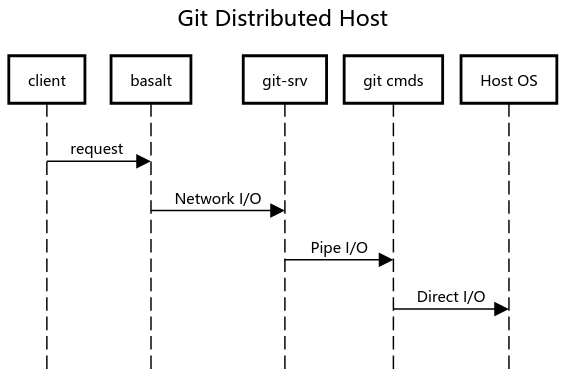 Git Distributed Host
client
basalt
git-srv
git cmds
Host OS
request
Network I/O
Pipe I/O
Direct I/O